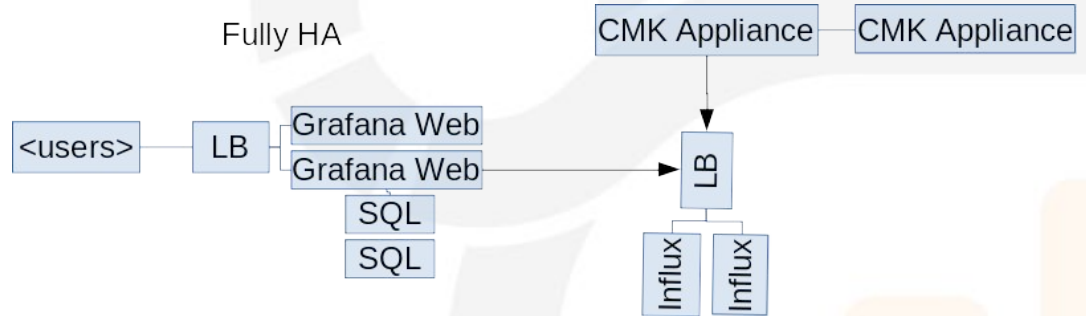 Fully HA
CMK Appliance
CMK Appliance
<users>
LB
Grafana Web
Grafana Web
SQL
SQL
LB
Influx
Influx